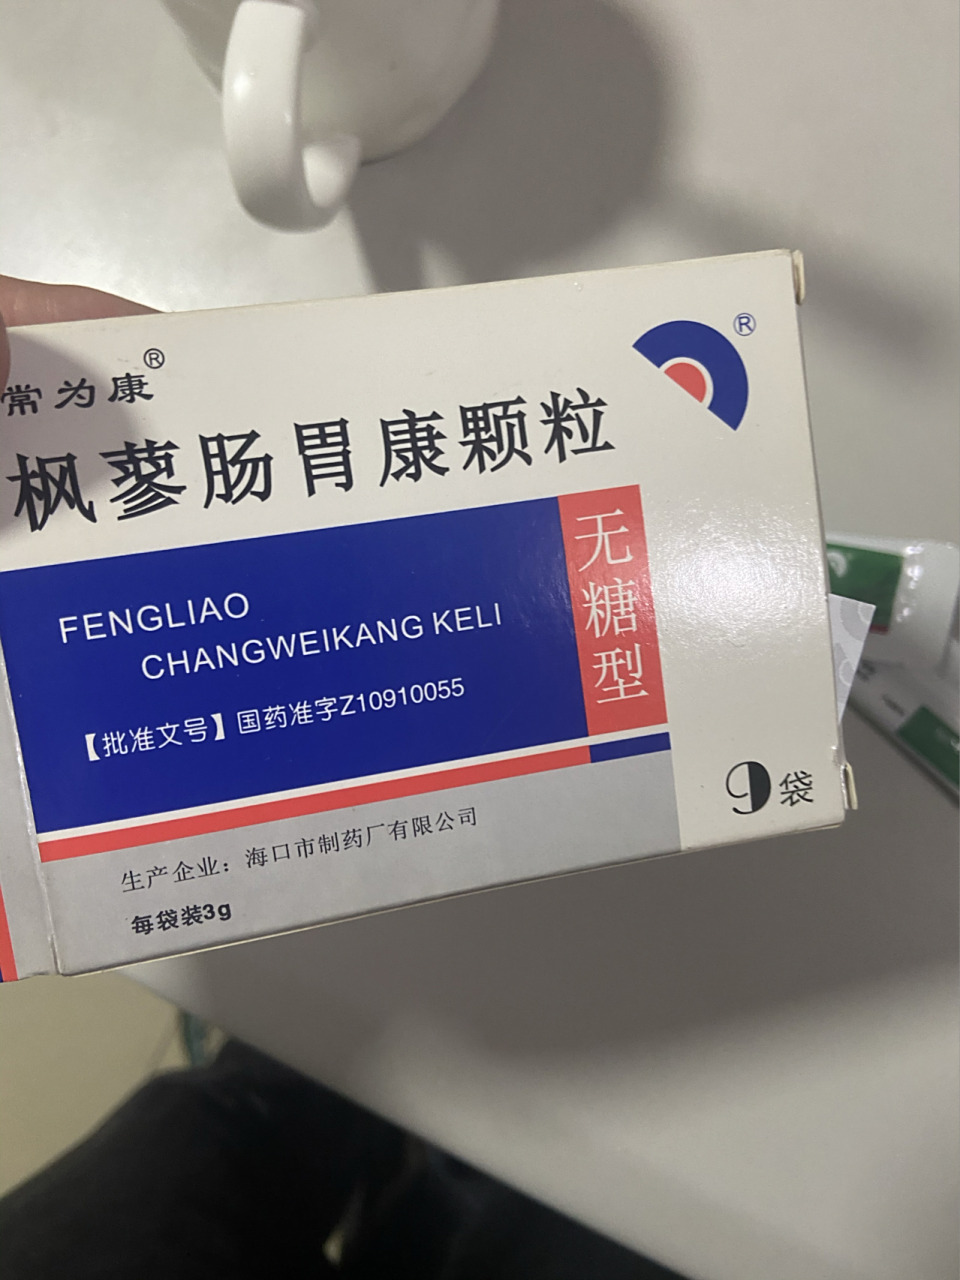 常为康®
枫蓼肠胃康颗粒
®
FENGLIAO
CHANGWEIKANG KELI
【批准文号】国药准字Z10910055
无糖型
9袋
生产企业：海口市制药厂有限公司
每袋装3g